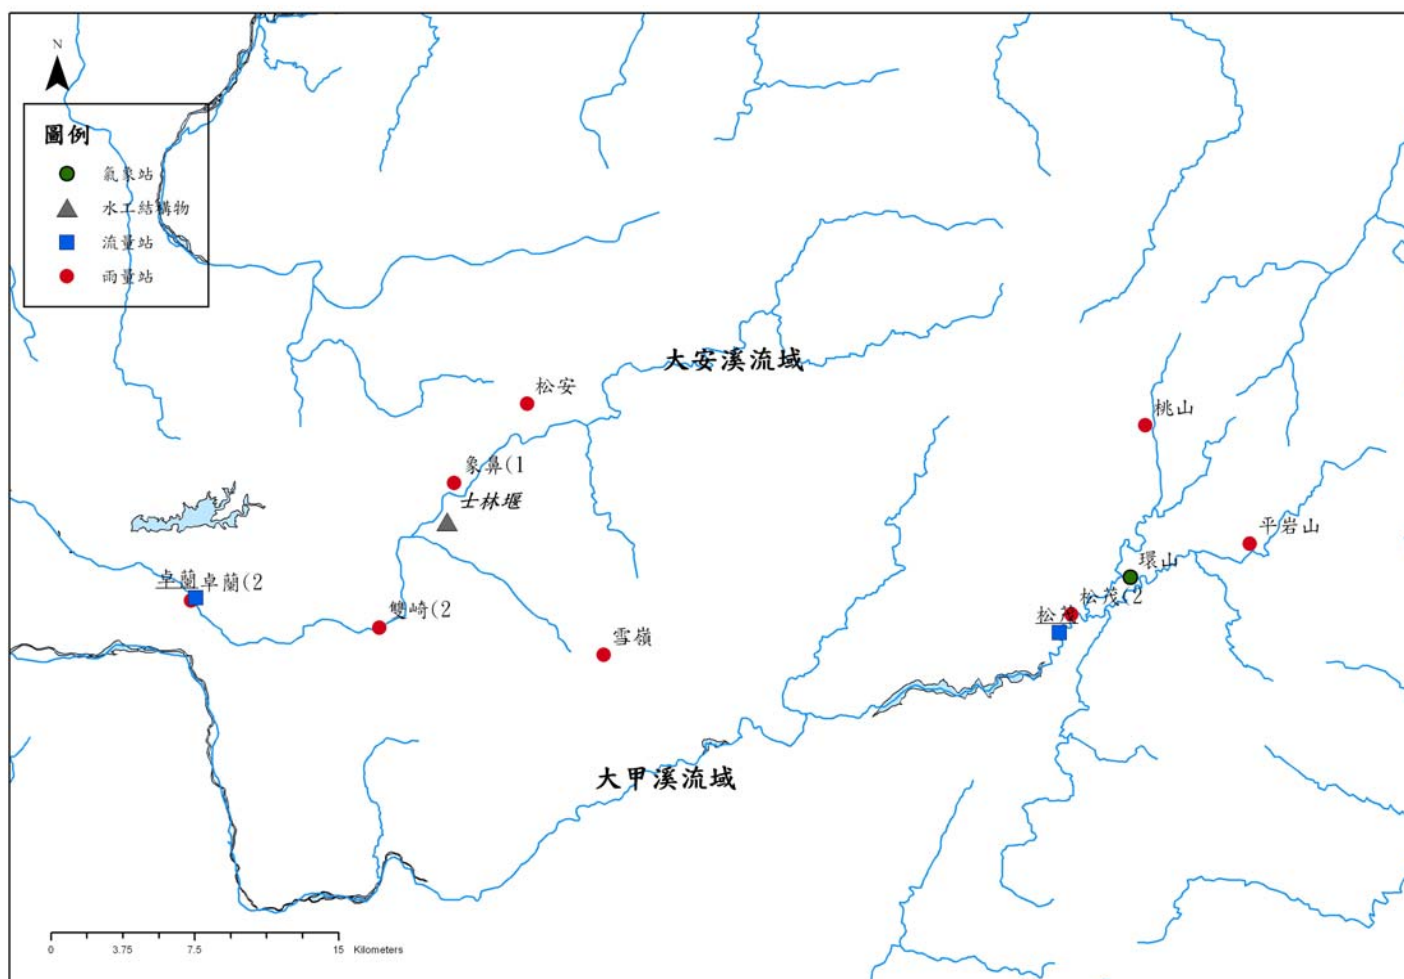 N
圖例
氣象站
水工結構物
流量站
雨量站
大安溪流域
松安
桃山
象鼻(1
士林堰
平岩山
環山
卓蘭
卓蘭(2
雙崎(2
松茂(2
松茂
雪嶺
大甲溪流域
0 3.75 7.5 15 Kilometers